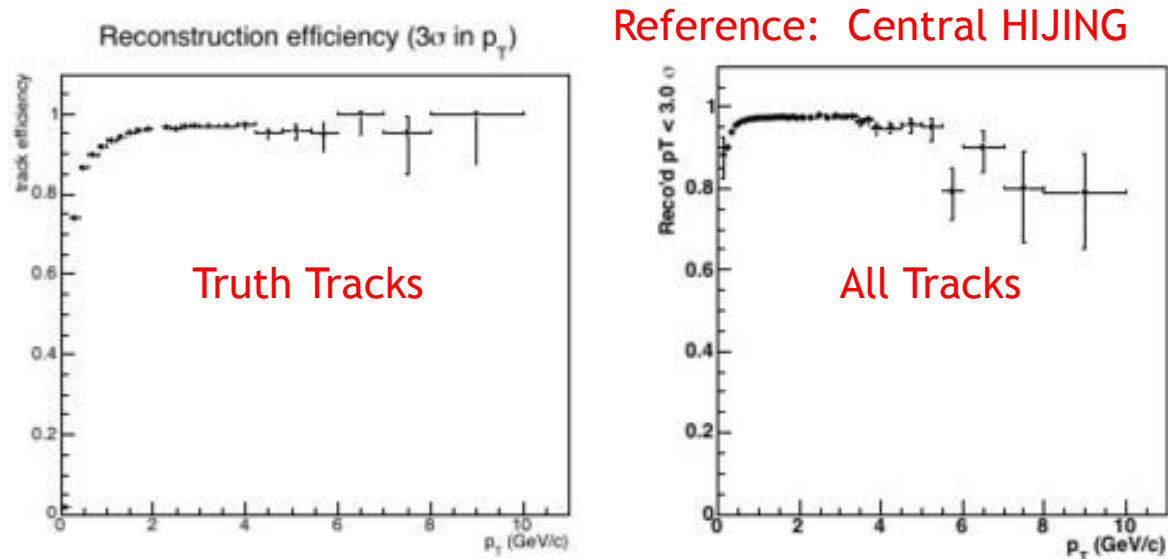 Reference: Central HIJING
Reconstruction efficiency (3σ in p_T)
track efficiency
1
0.8
0.6
0.4
0.2
0
0 2 4 6 8 10
p_T (GeV/c)
Truth Tracks
Reco'd pT < 3.0 σ
1
0.8
0.6
0.4
0.2
0
0 2 4 6 8 10
p_T (GeV/c)
All Tracks